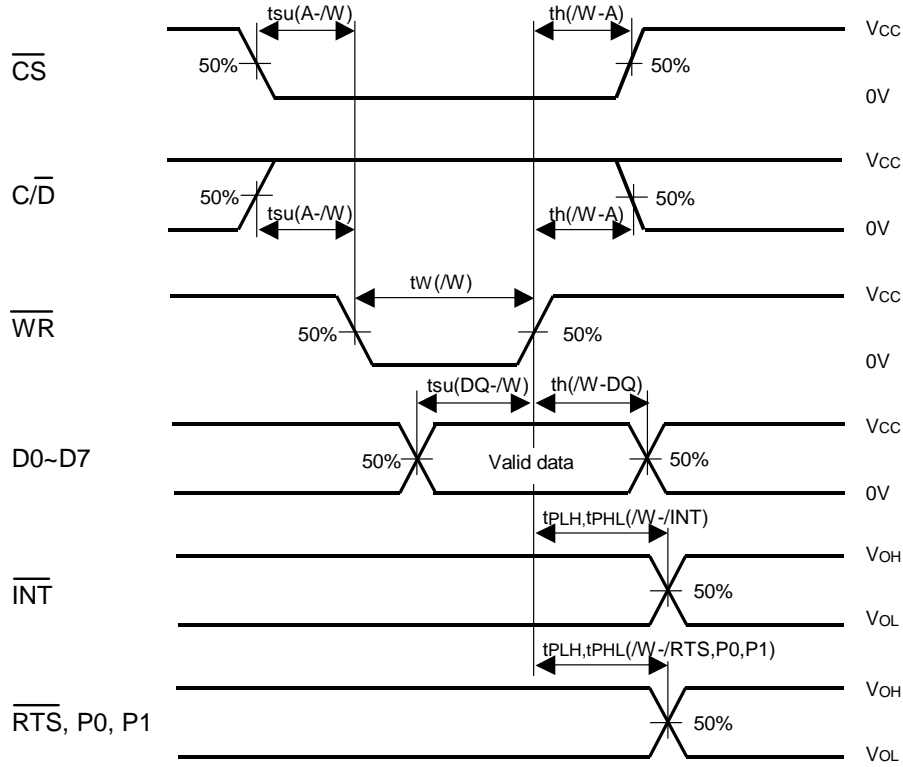 tsu(A-/W) th(/W-A)
VCC
CS
50% 50%
0V
VCC
C/D
50% 50%
tsu(A-/W) th(/W-A)
0V
tW(/W)
VCC
WR
50% 50%
0V
tsu(DQ-/W) th(/W-DQ)
VCC
D0~D7
50% Valid data 50%
0V
tPLH,tPHL(/W-/INT)
VOH
INT
50%
VOL
tPLH,tPHL(/W-/RTS,P0,P1)
VOH
RTS, P0, P1
50%
VOL